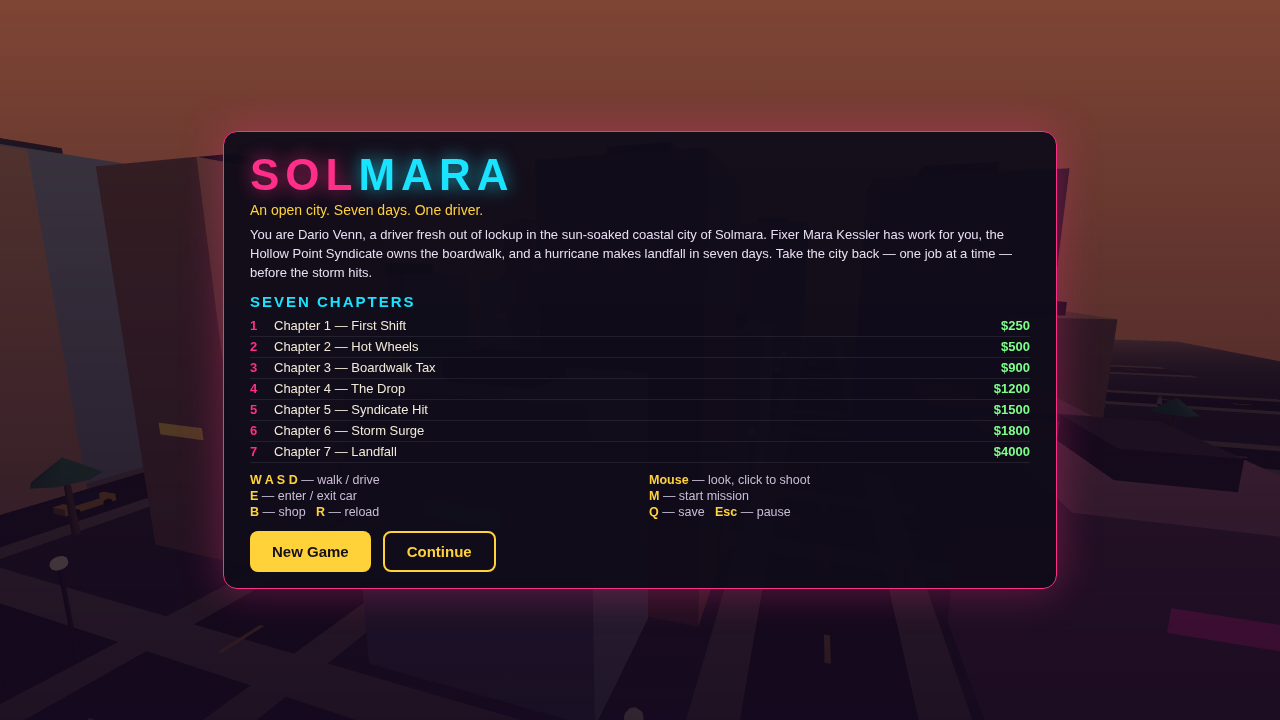 SOLMARA
An open city. Seven days. One driver.
You are Dario Venn, a driver fresh out of lockup in the sun-soaked coastal city of Solmara. Fixer Mara Kessler has work for you, the
Hollow Point Syndicate owns the boardwalk, and a hurricane makes landfall in seven days. Take the city back — one job at a time —
before the storm hits.
SEVEN CHAPTERS
1 Chapter 1 — First Shift $250
2 Chapter 2 — Hot Wheels $500
3 Chapter 3 — Boardwalk Tax $900
4 Chapter 4 — The Drop $1200
5 Chapter 5 — Syndicate Hit $1500
6 Chapter 6 — Storm Surge $1800
7 Chapter 7 — Landfall $4000
W A S D — walk / drive Mouse — look, click to shoot
E — enter / exit car M — start mission
B — shop R — reload Q — save Esc — pause
New Game Continue